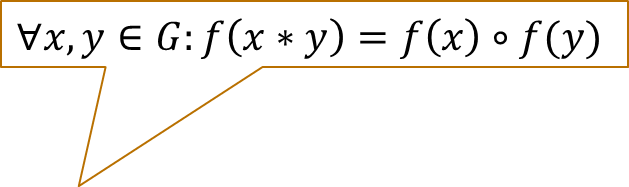 ∀x, y ∈ G: f(x ∗ y) = f(x) ∘ f(y)